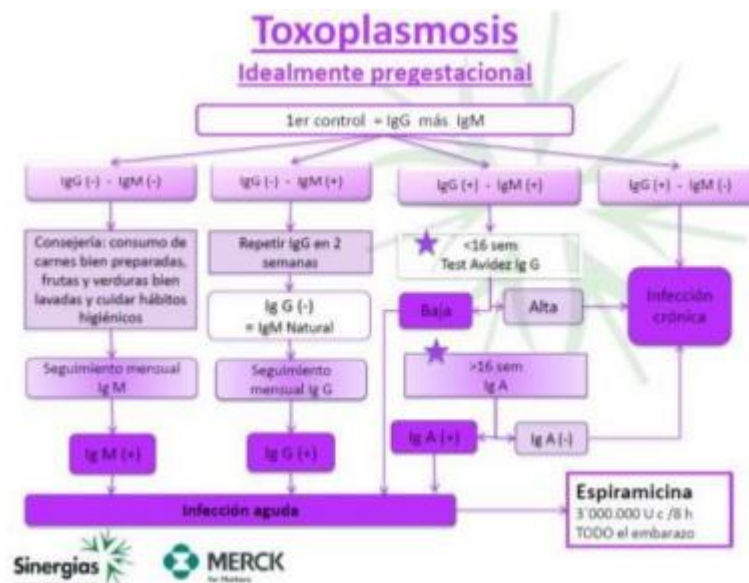 Toxoplasmosis
Idealmente pregestacional
1er control = IgG más IgM
IgG (-) - IgM (-)
IgG (-) - IgM (+)
IgG (+) - IgM (+)
IgG (+) - IgM (-)
Consejería: consumo de
carnes bien preparadas,
frutas y verduras bien
lavadas y cuidar hábitos
higiénicos
Repetir IgG en 2
semanas
<16 sem
Test Avidez Ig G
Ig G (-)
= IgM Natural
Baja
Alta
Infección
crónica
Seguimiento mensual
Ig M
Seguimiento
mensual Ig G
>16 sem
Ig A
Ig M (+)
Ig G (+)
Ig A (+)
Ig A (-)
Infección aguda
Espiramicina
3´000.000 U c /8 h
TODO el embarazo
Sinergias
MERCK